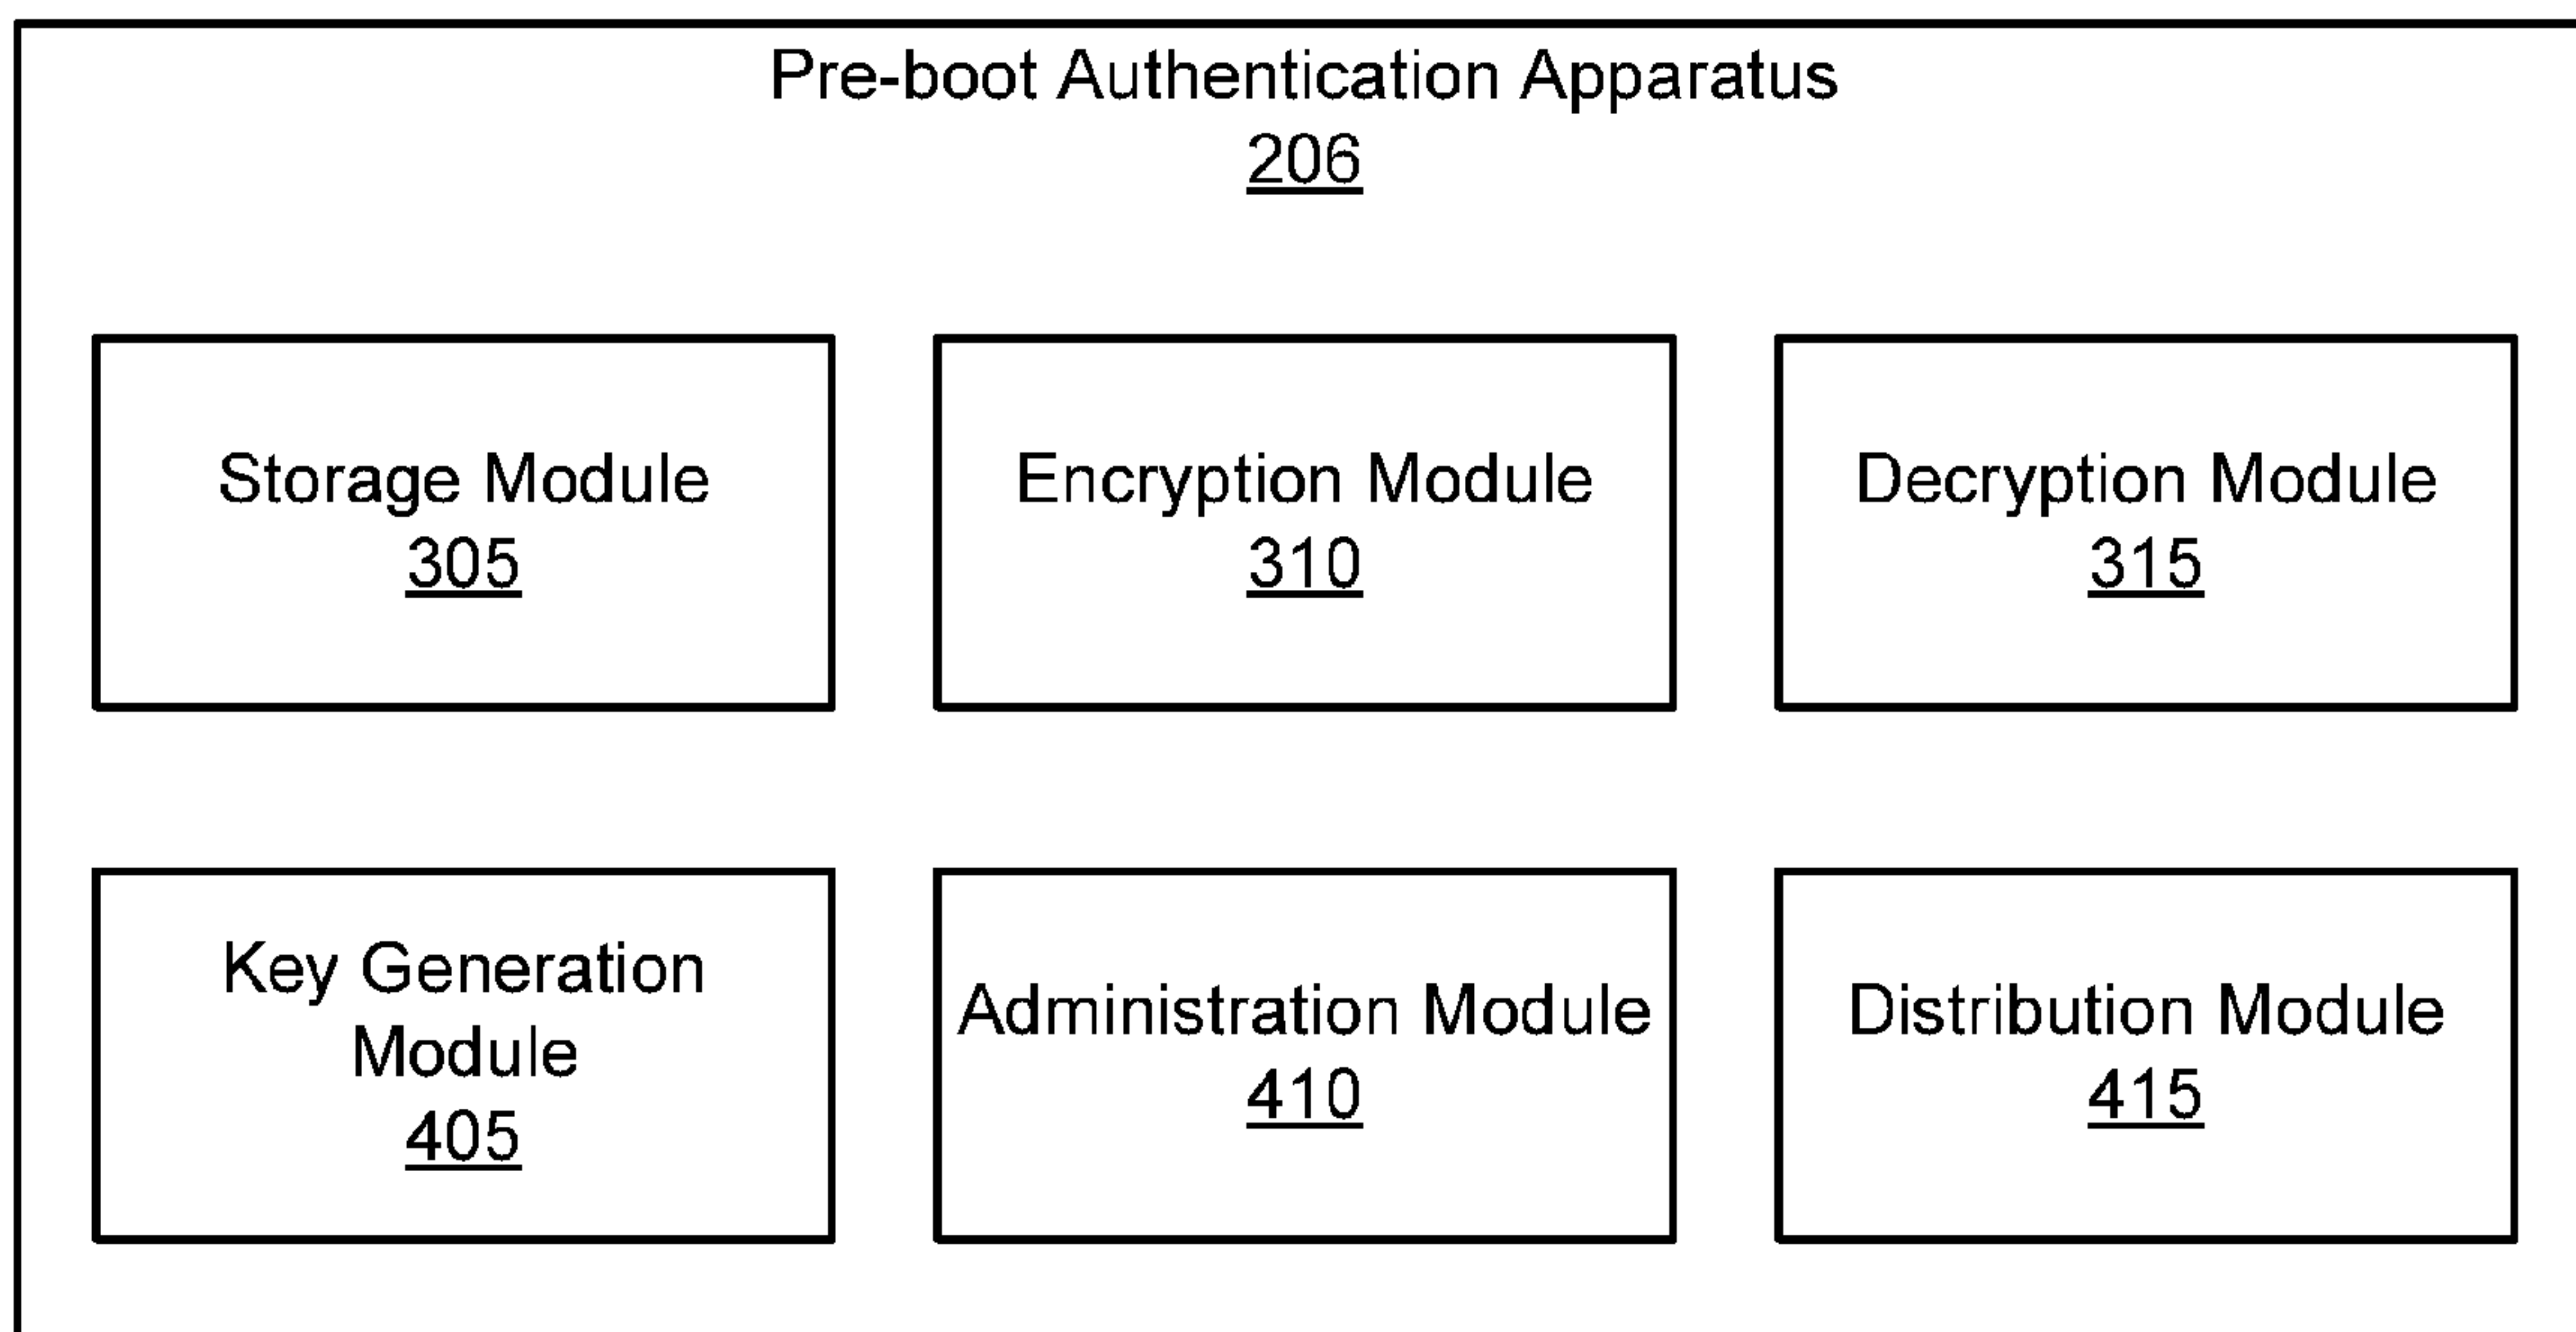 Pre-boot Authentication Apparatus
206
Storage Module
305
Encryption Module
310
Decryption Module
315
Key Generation
Module
405
Administration Module
410
Distribution Module
415